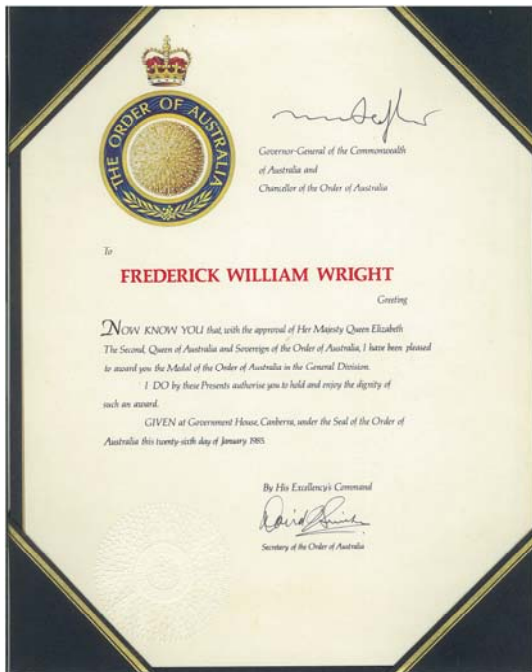 THE ORDER OF AUSTRALIA
Governor-General of the Commonwealth
of Australia and
Chancellor of the Order of Australia
To
FREDERICK WILLIAM WRIGHT
Greeting
NOW KNOW YOU that, with the approval of Her Majesty Queen Elizabeth
The Second, Queen of Australia and Sovereign of the Order of Australia, I have been pleased
to award you the Medal of the Order of Australia in the General Division.
I DO by these Presents authorise you to hold and enjoy the dignity of
such an award.
GIVEN at Government House, Canberra, under the Seal of the Order of
Australia this twenty-sixth day of January 1985.
By His Excellency's Command
David Smith
Secretary of the Order of Australia